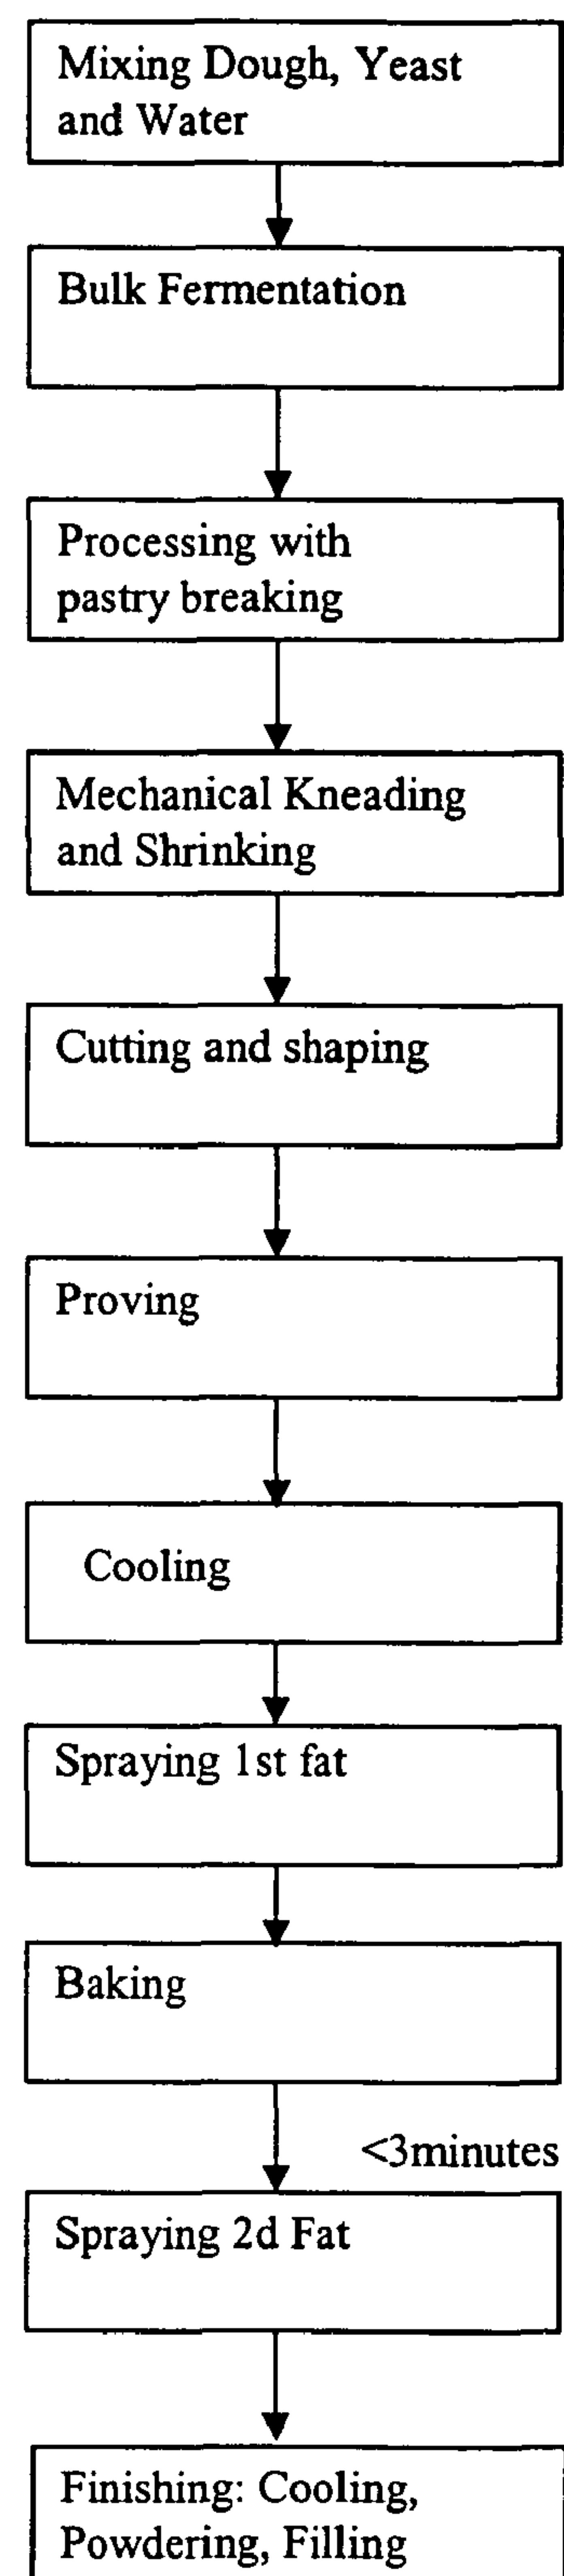 Mixing Dough, Yeast
and Water
Bulk Fermentation
Processing with
pastry breaking
Mechanical Kneading
and Shrinking
Cutting and shaping
Proving
Cooling
Spraying 1st fat
Baking
<3minutes
Spraying 2d Fat
Finishing: Cooling,
Powdering, Filling